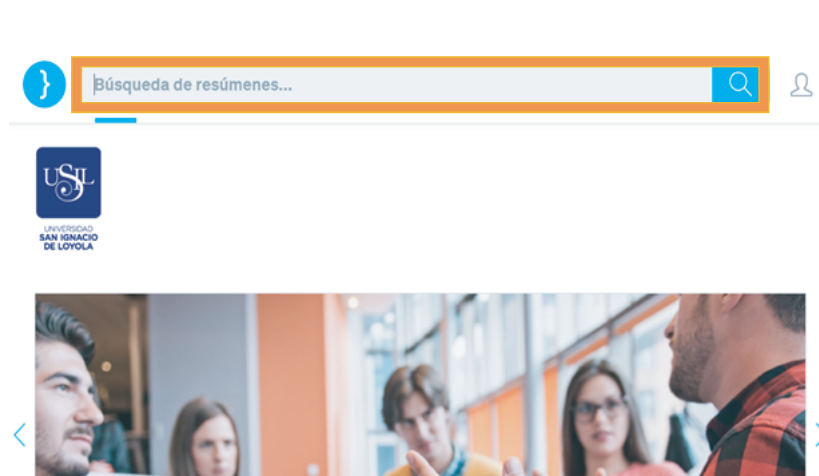 }
Búsqueda de resúmenes...
USIL
UNIVERSIDAD
SAN IGNACIO
DE LOYOLA